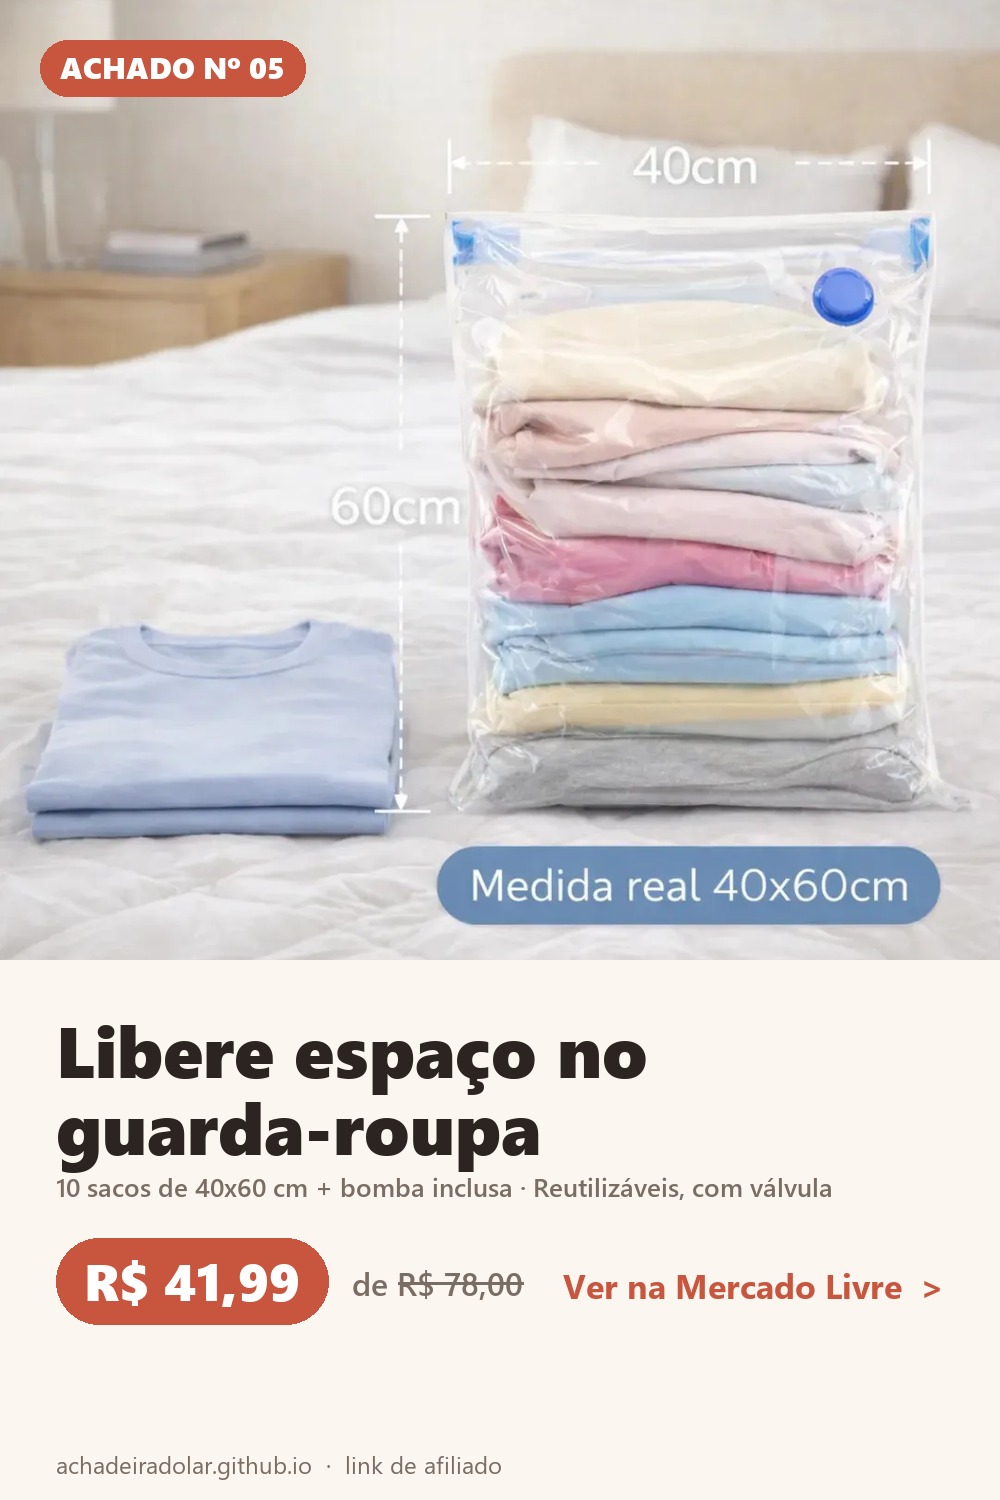 ACHADO Nº 05
40cm
60cm
Medida real 40x60cm
Libere espaço no
guarda-roupa
10 sacos de 40x60 cm + bomba inclusa · Reutilizáveis, com válvula
R$ 41,99 de R$ 78,00 Ver na Mercado Livre >
achadeiradolar.github.io · link de afiliado